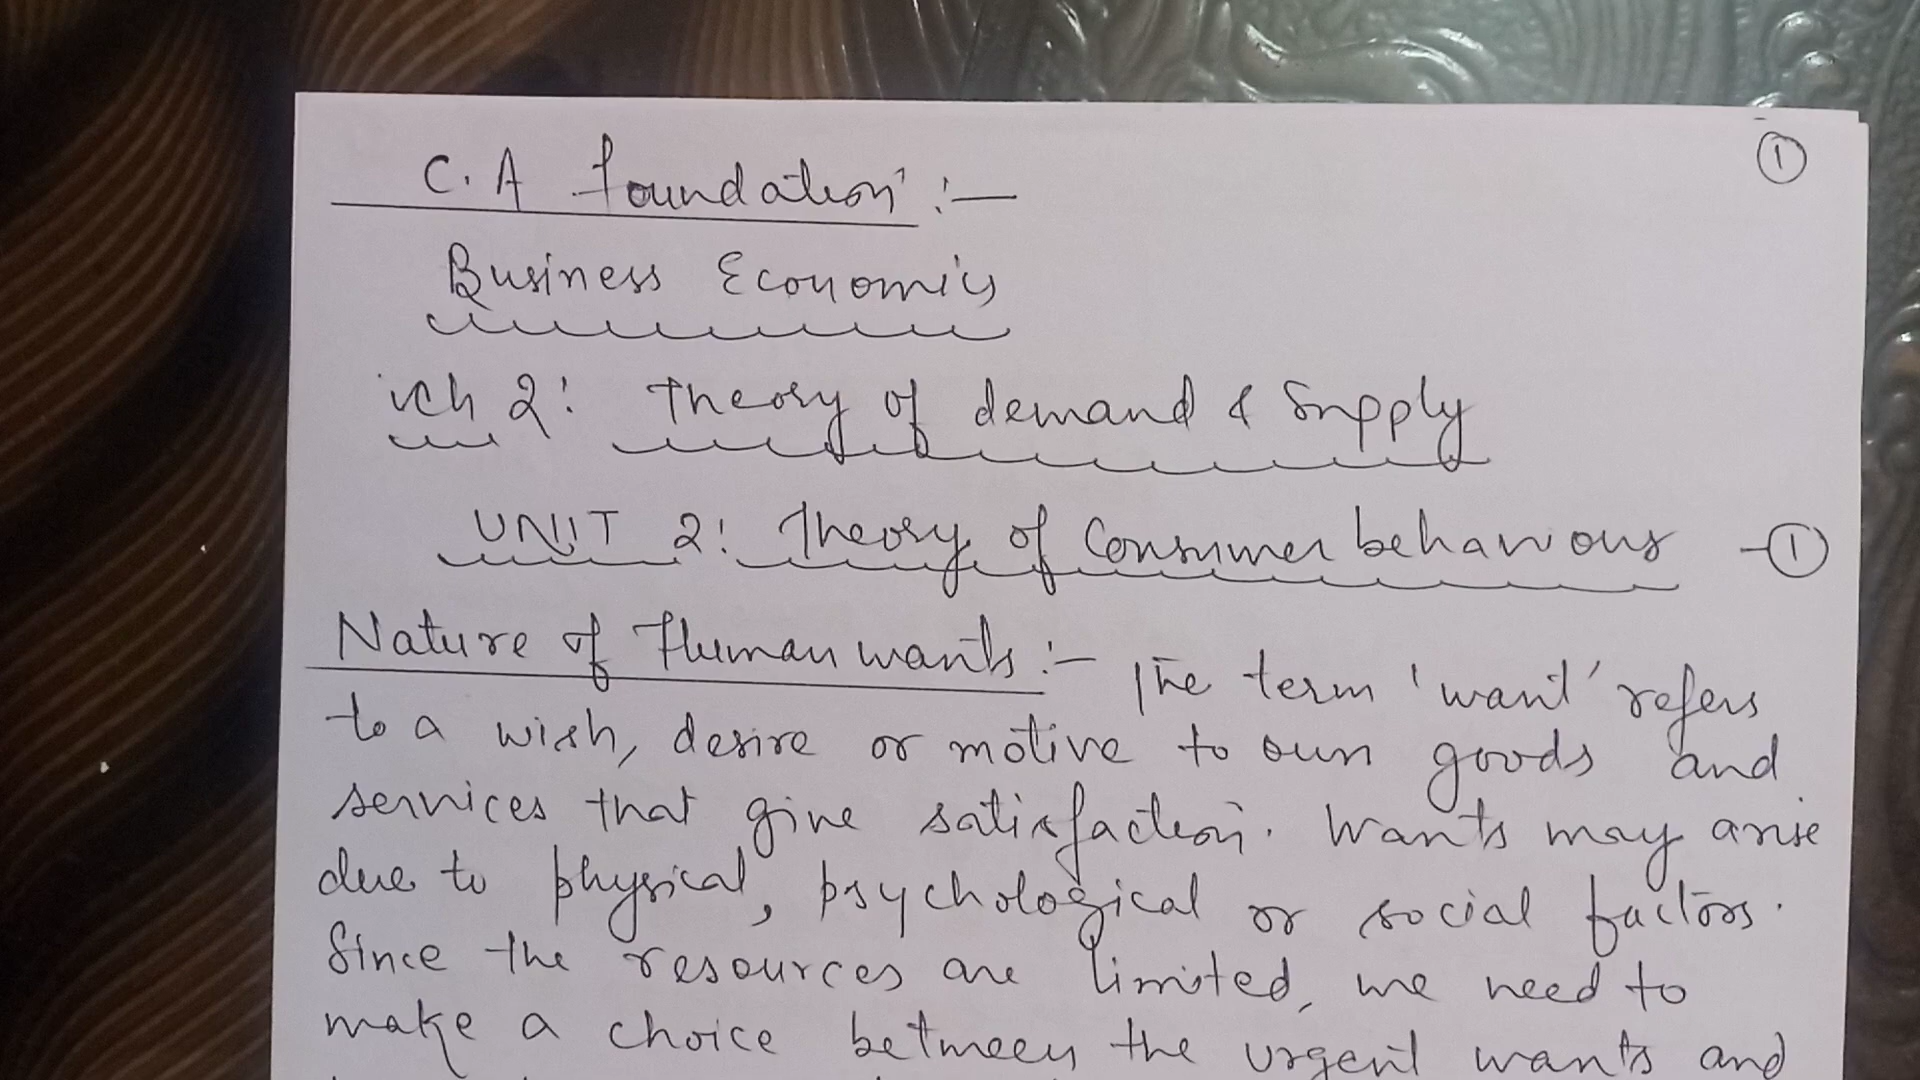 ①
C.A Foundation :-
Business Economics
Ch 2: Theory of demand & Supply
UNIT 2: Theory of Consumer behaviour -①
Nature of Human wants :- The term 'want' refers
to a wish, desire or motive to own goods and
services that give satisfaction. Wants may arise
due to physical, psychological or social factors.
Since the resources are limited, we need to
make a choice between the urgent wants and